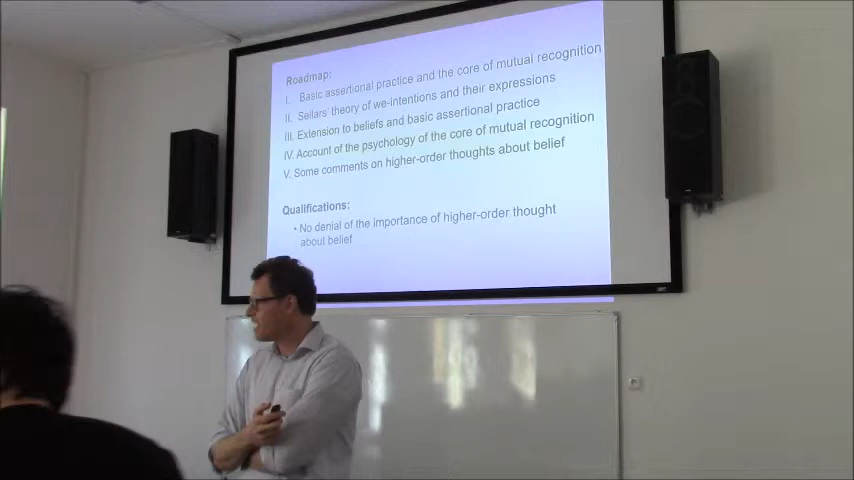 Roadmap:
I. Basic assertional practice and the core of mutual recognition
II. Sellars' theory of we-intentions and their expressions
III. Extension to beliefs and basic assertional practice
IV. Account of the psychology of the core of mutual recognition
V. Some comments on higher-order thoughts about belief
Qualifications:
• No denial of the importance of higher-order thought
about belief